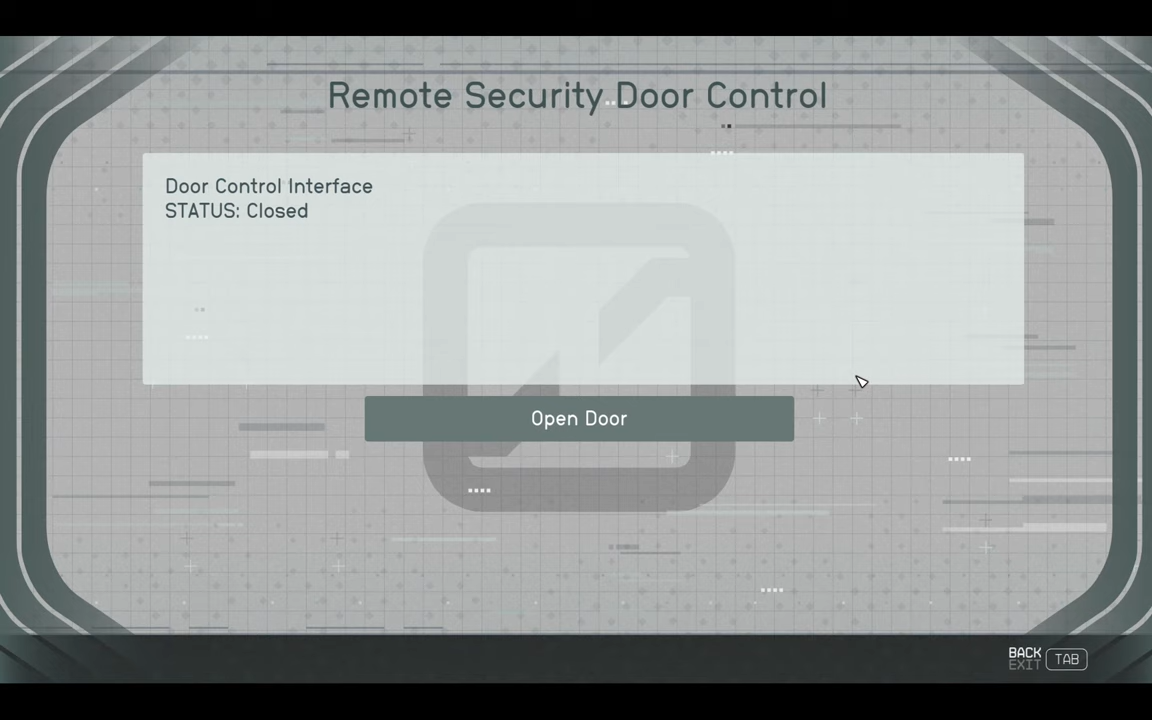 Remote Security Door Control
Door Control Interface
STATUS: Closed
Open Door
BACK
EXIT
TAB